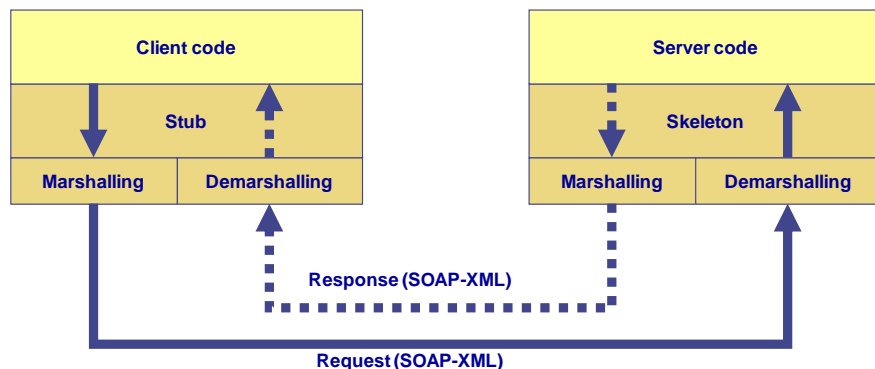 Client code
Server code
Stub
Skeleton
Marshalling
Demarshalling
Marshalling
Demarshalling
Response (SOAP-XML)
Request (SOAP-XML)